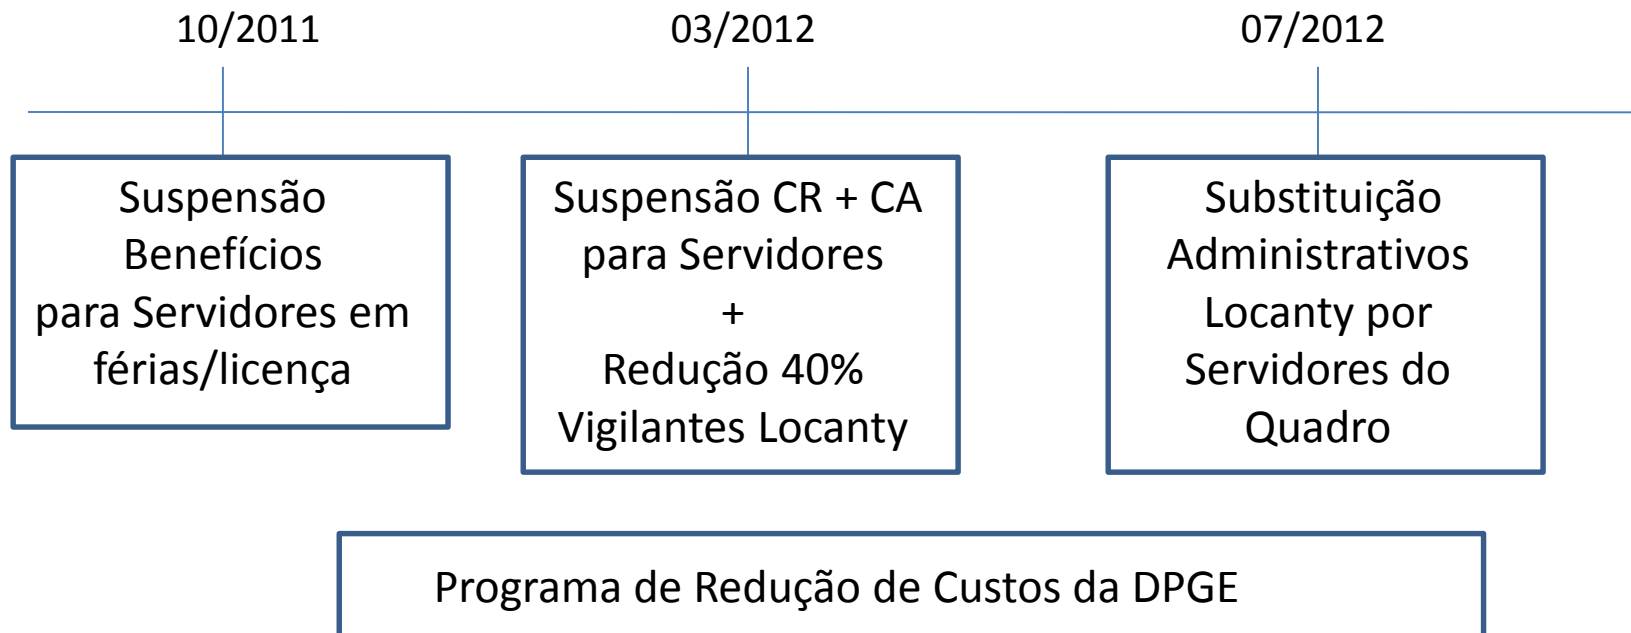 10/2011
03/2012
07/2012
Suspensão
Benefícios
para Servidores em
férias/licença
Suspensão CR + CA
para Servidores
+
Redução 40%
Vigilantes Locanty
Substituição
Administrativos
Locanty por
Servidores do
Quadro
Programa de Redução de Custos da DPGE